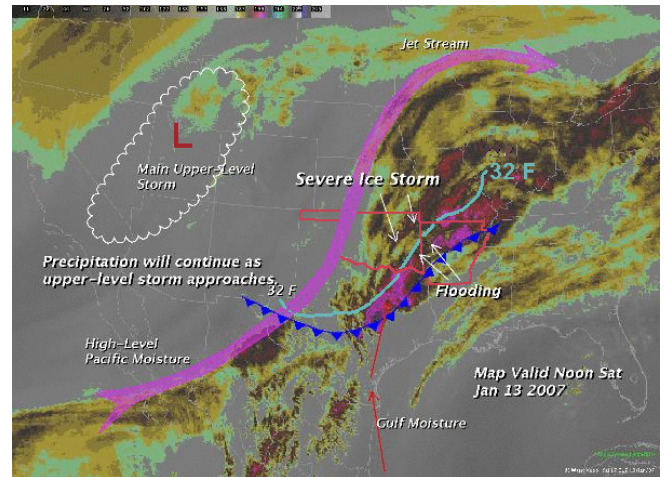 Jet Stream
L
Main Upper-Level
Storm
Severe Ice Storm
32 F
Precipitation will continue as
upper-level storm approaches
32 F
Flooding
High-Level
Pacific Moisture
Map Valid Noon Sat
Jan 13 2007
Gulf Moisture